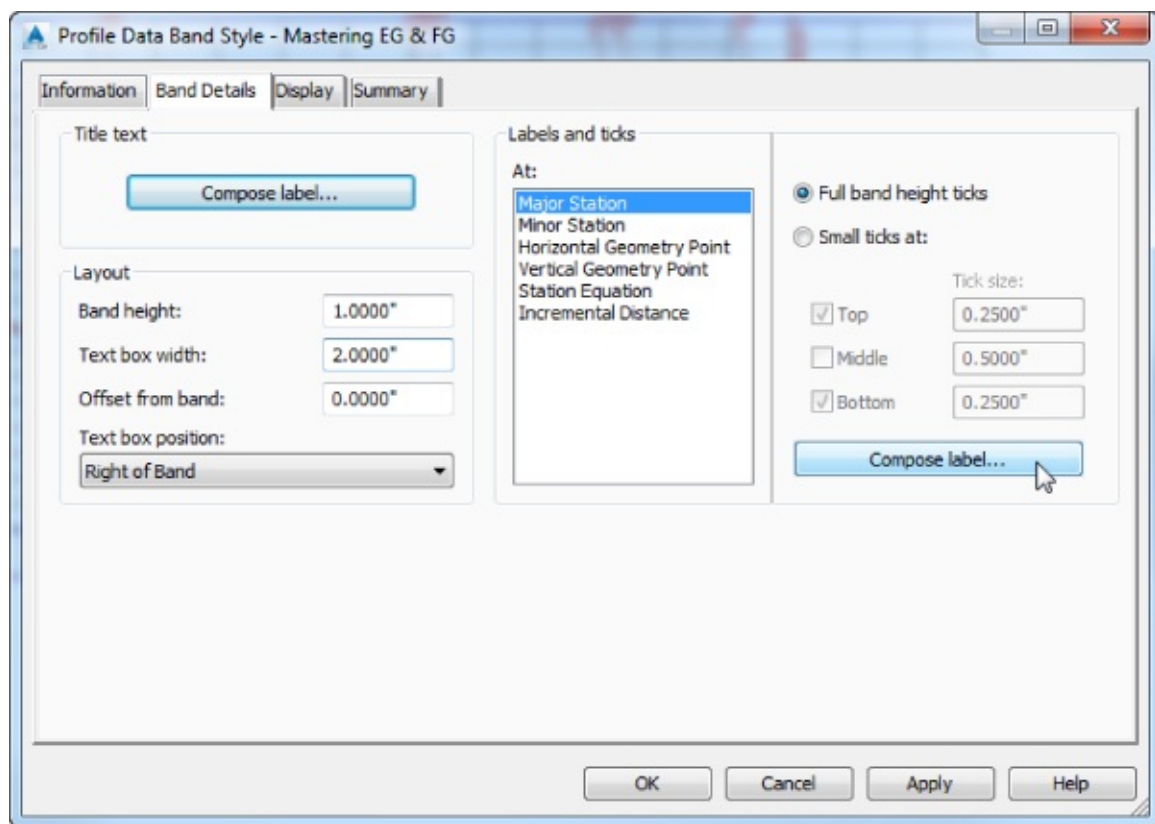 Profile Data Band Style - Mastering EG & FG
Information
Band Details
Display
Summary
Title text
Compose label...
Layout
Band height:
1.0000"
Text box width:
2.0000"
Offset from band:
0.0000"
Text box position:
Right of Band
Labels and ticks
At:
Major Station
Minor Station
Horizontal Geometry Point
Vertical Geometry Point
Station Equation
Incremental Distance
Full band height ticks
Small ticks at:
Tick size:
Top
0.2500"
Middle
0.5000"
Bottom
0.2500"
Compose label...
OK
Cancel
Apply
Help